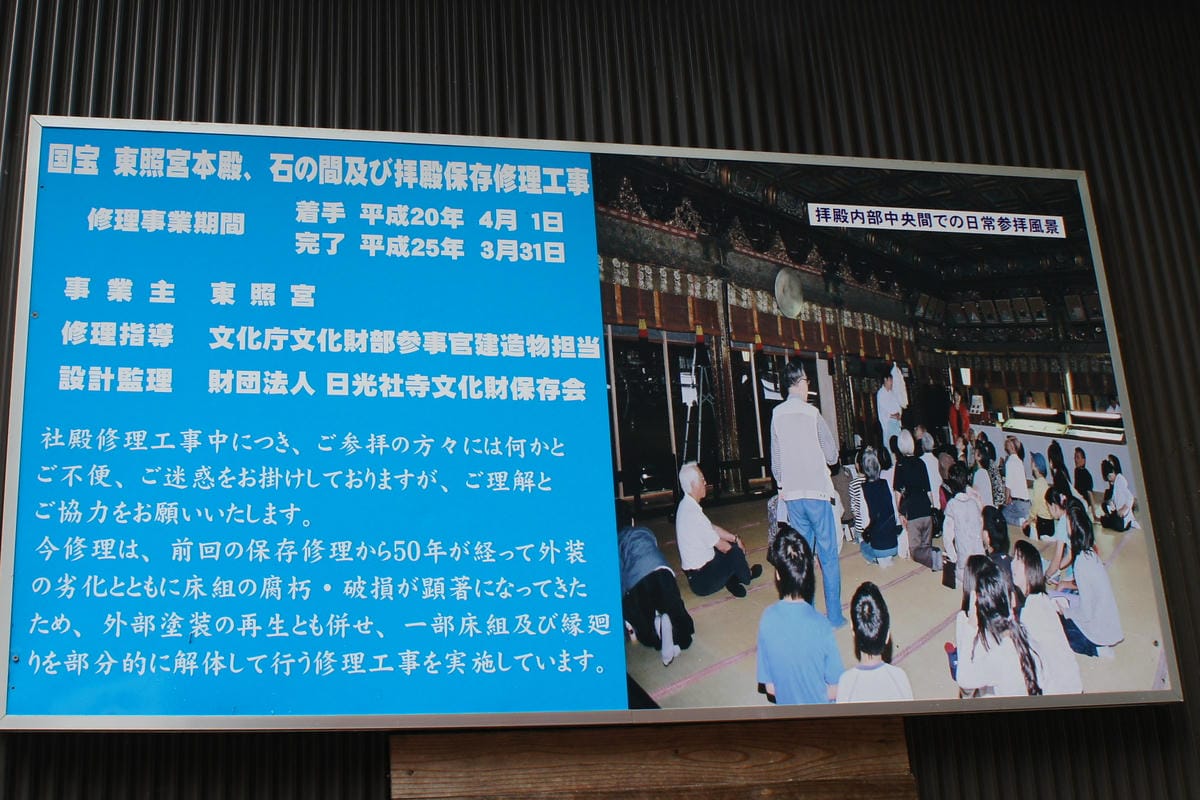 国宝 東照宮本殿、石の間及び拝殿保存修理工事
修理事業期間
着手 平成20年 4月 1日
完了 平成25年 3月31日
事業主 東照宮
修理指導 文化庁文化財部参事官建造物担当
設計監理 財団法人 日光社寺文化財保存会
社殿修理工事中につき、ご参拝の方々には何かと
ご不便、ご迷惑をお掛けしておりますが、ご理解と
ご協力をお願いいたします。
今修理は、前回の保存修理から50年が経って外装
の劣化とともに床組の腐朽・破損が顕著になってきた
ため、外部塗装の再生とも併せ、一部床組及び縁廻
りを部分的に解体して行う修理工事を実施しています。
拝殿内部中央間での日常参拝風景